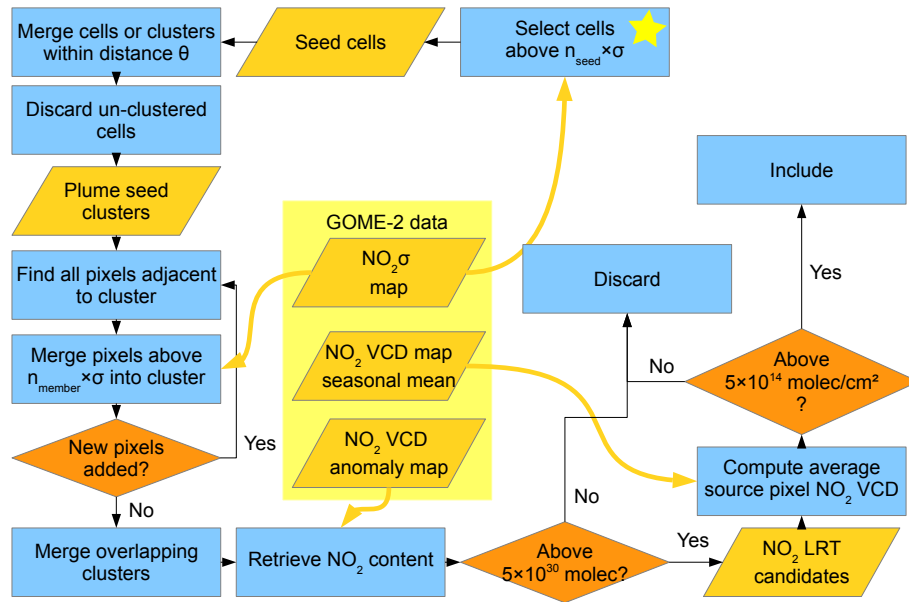 Merge cells or clusters
within distance θ
Seed cells
Select cells
above n_seed×σ
Discard un-clustered
cells
Plume seed
clusters
Include
GOME-2 data
NO₂σ
map
Find all pixels adjacent
to cluster
Discard
Yes
Merge pixels above
n_member×σ into cluster
NO₂ VCD map
seasonal mean
No
Above
5×10¹⁴ molec/cm²
?
New pixels
added?
Yes
NO₂ VCD
anomaly map
Compute average
source pixel NO₂ VCD
No
No
Merge overlapping
clusters
Retrieve NO₂ content
Above
5×10³⁰ molec?
Yes
NO₂ LRT
candidates